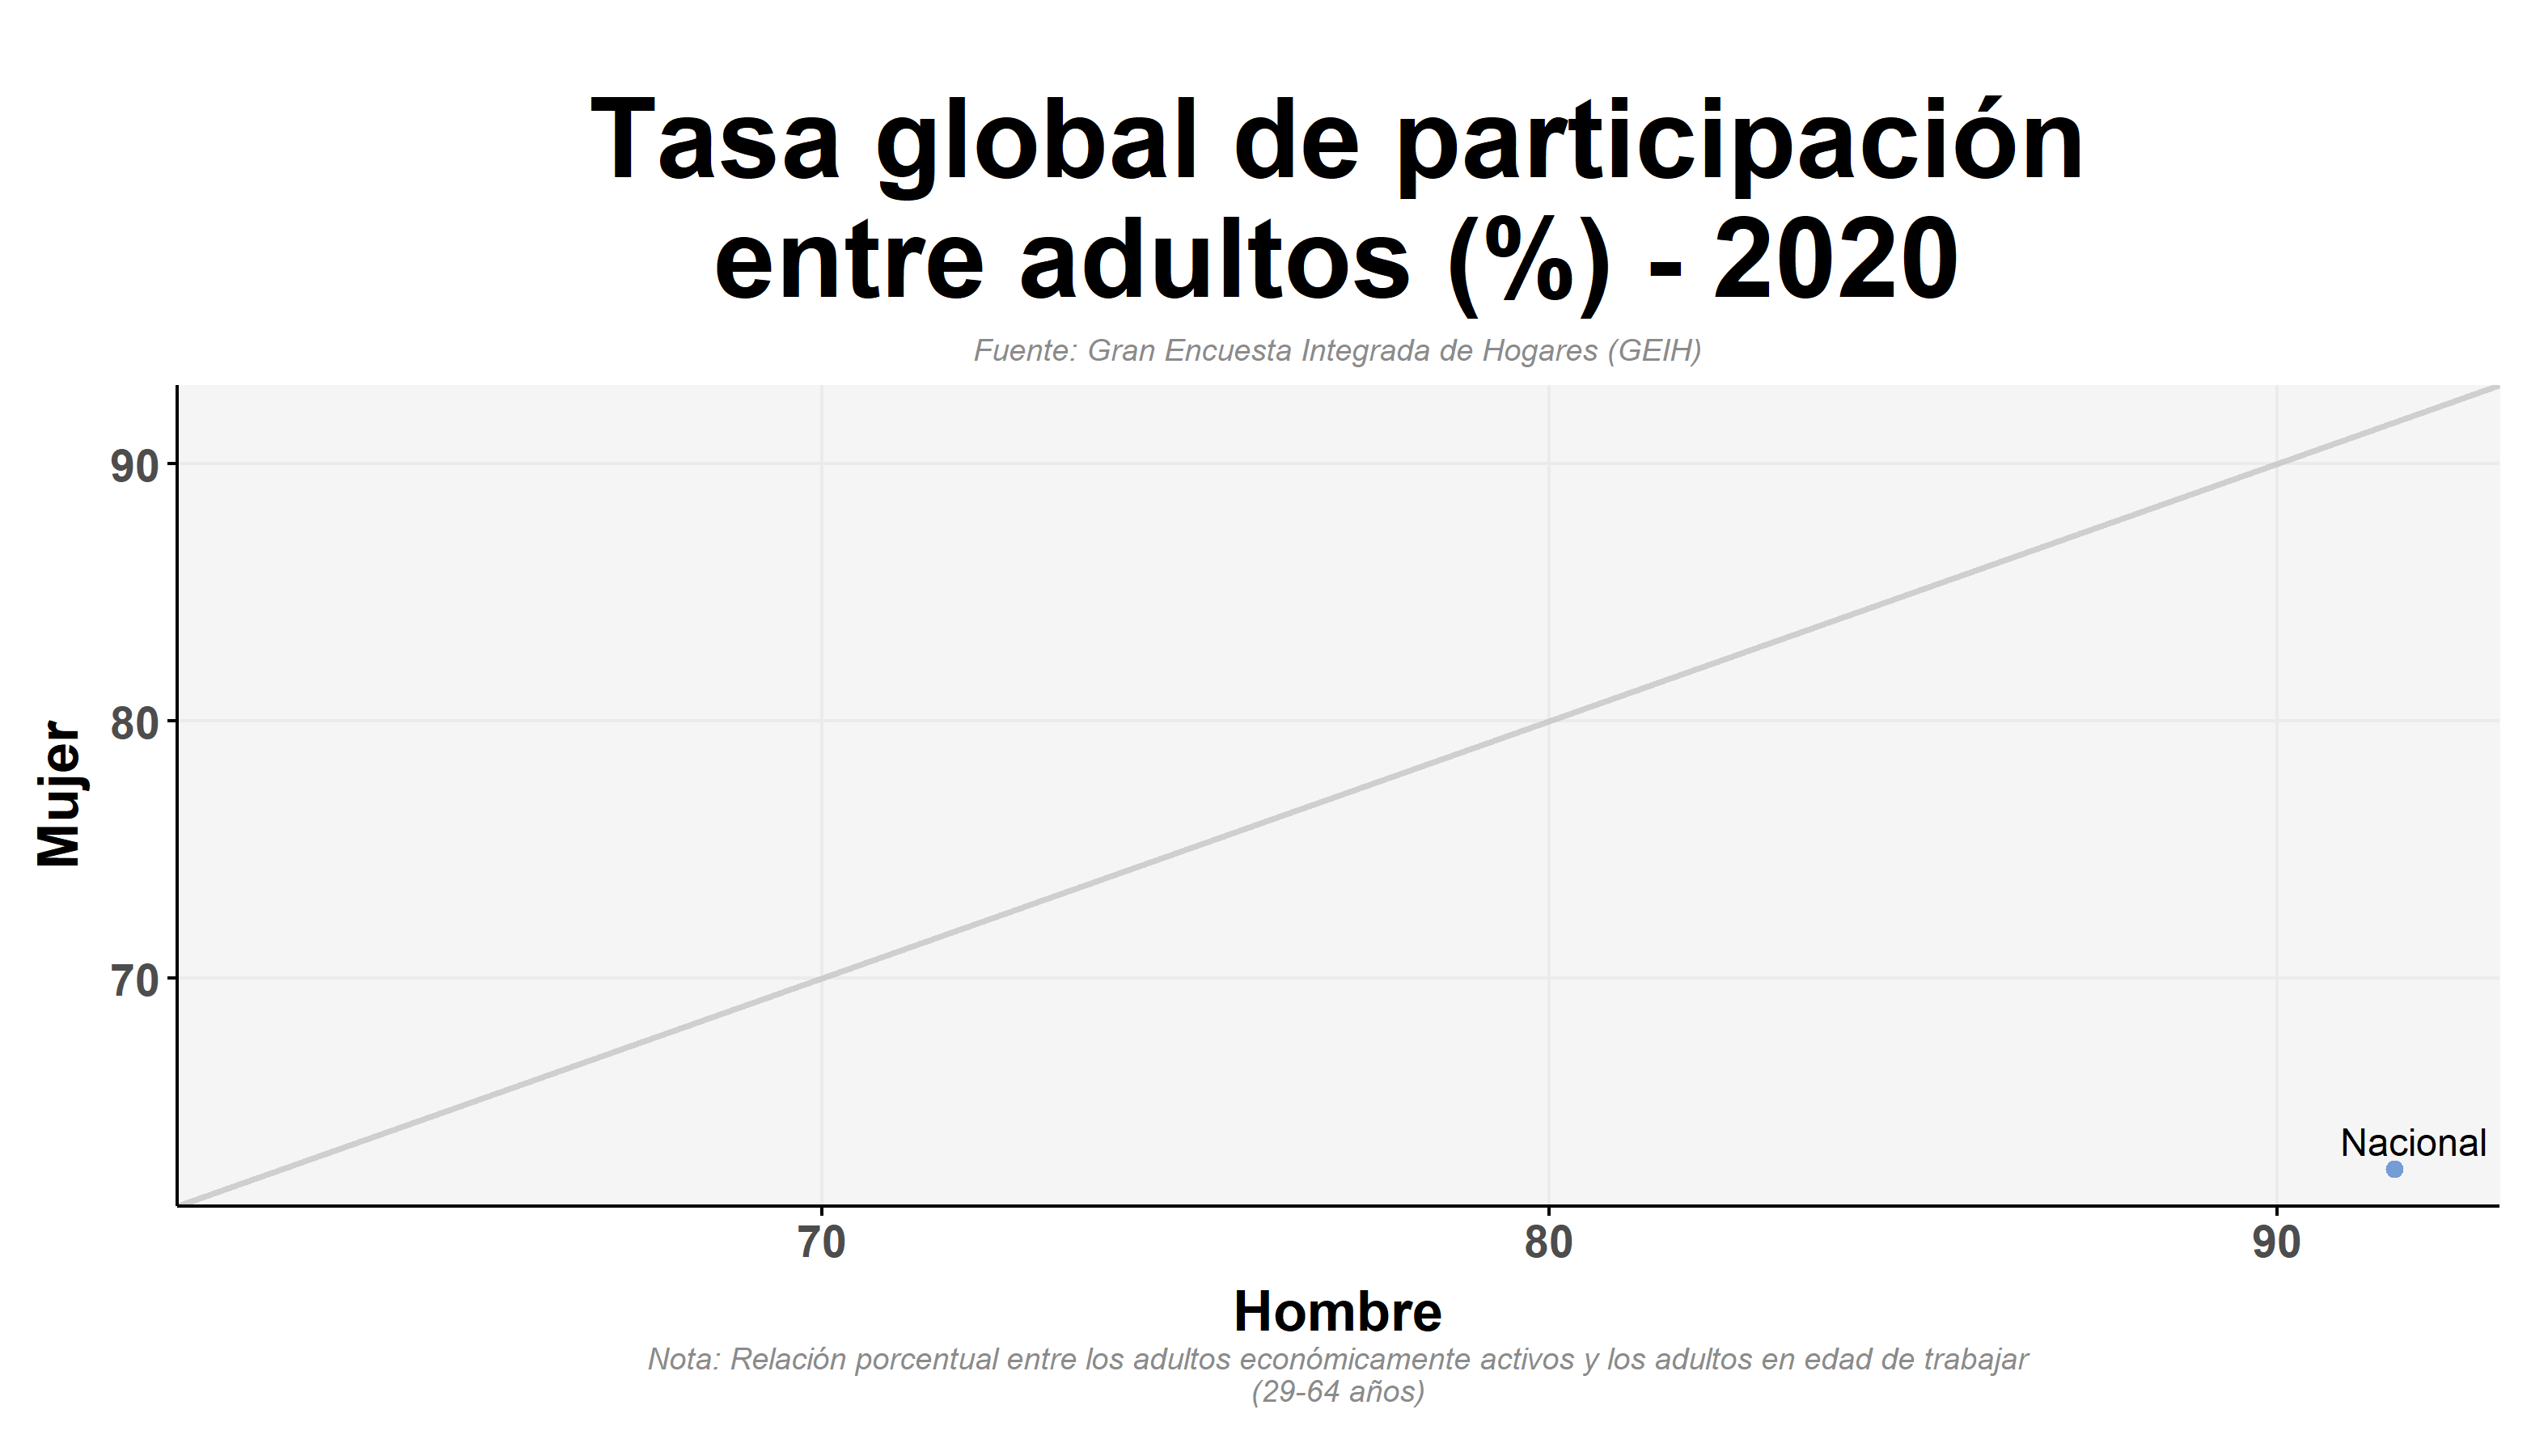 Tasa global de participación
entre adultos (%) - 2020
Fuente: Gran Encuesta Integrada de Hogares (GEIH)
90
80
70
Mujer
Nacional
70 80 90
Hombre
Nota: Relación porcentual entre los adultos económicamente activos y los adultos en edad de trabajar
(29-64 años)